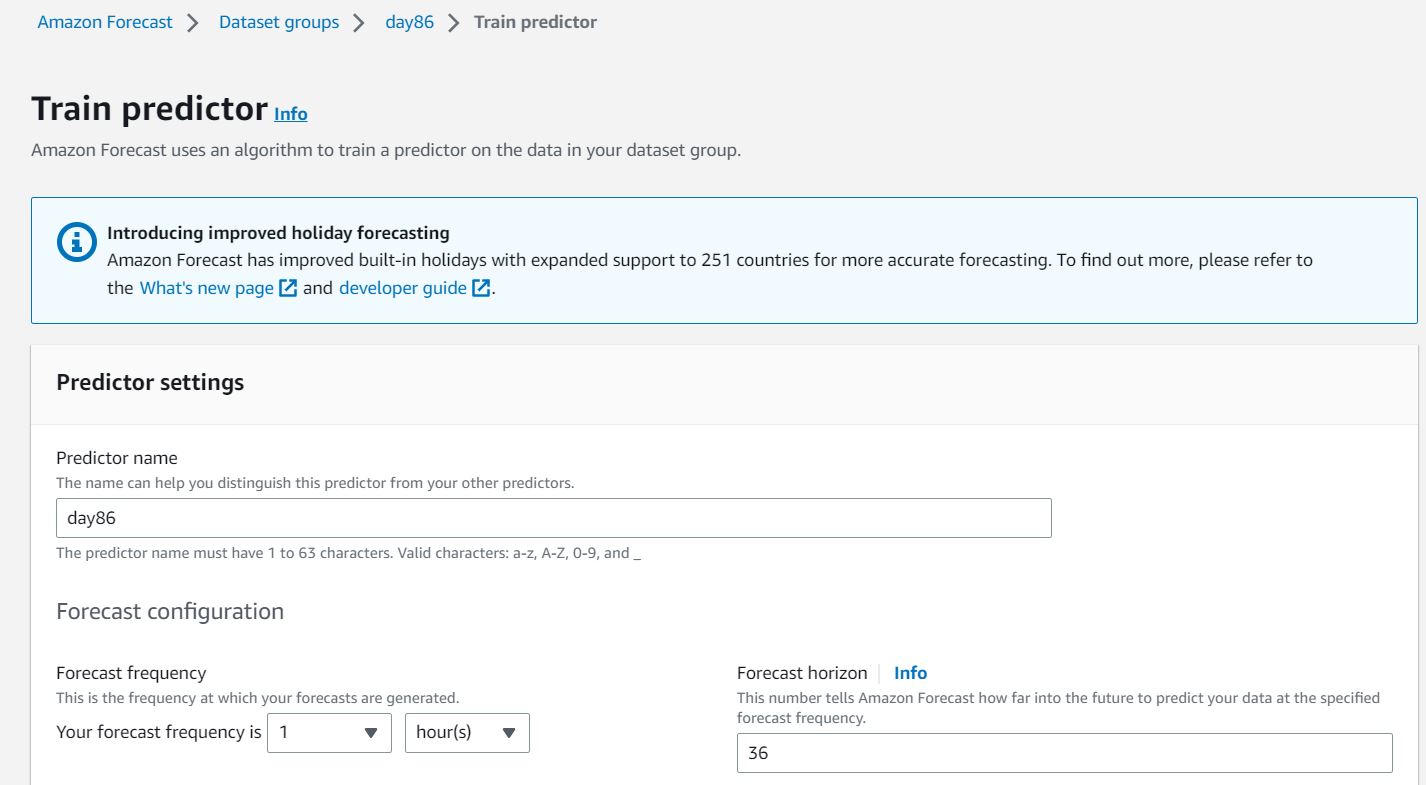 Amazon Forecast > Dataset groups > day86 > Train predictor
Train predictor Info
Amazon Forecast uses an algorithm to train a predictor on the data in your dataset group.
Introducing improved holiday forecasting
Amazon Forecast has improved built-in holidays with expanded support to 251 countries for more accurate forecasting. To find out more, please refer to
the What's new page and developer guide.
Predictor settings
Predictor name
The name can help you distinguish this predictor from your other predictors.
day86
The predictor name must have 1 to 63 characters. Valid characters: a-z, A-Z, 0-9, and _
Forecast configuration
Forecast frequency
This is the frequency at which your forecasts are generated.
Your forecast frequency is 1 hour(s)
Forecast horizon Info
This number tells Amazon Forecast how far into the future to predict your data at the specified
forecast frequency.
36